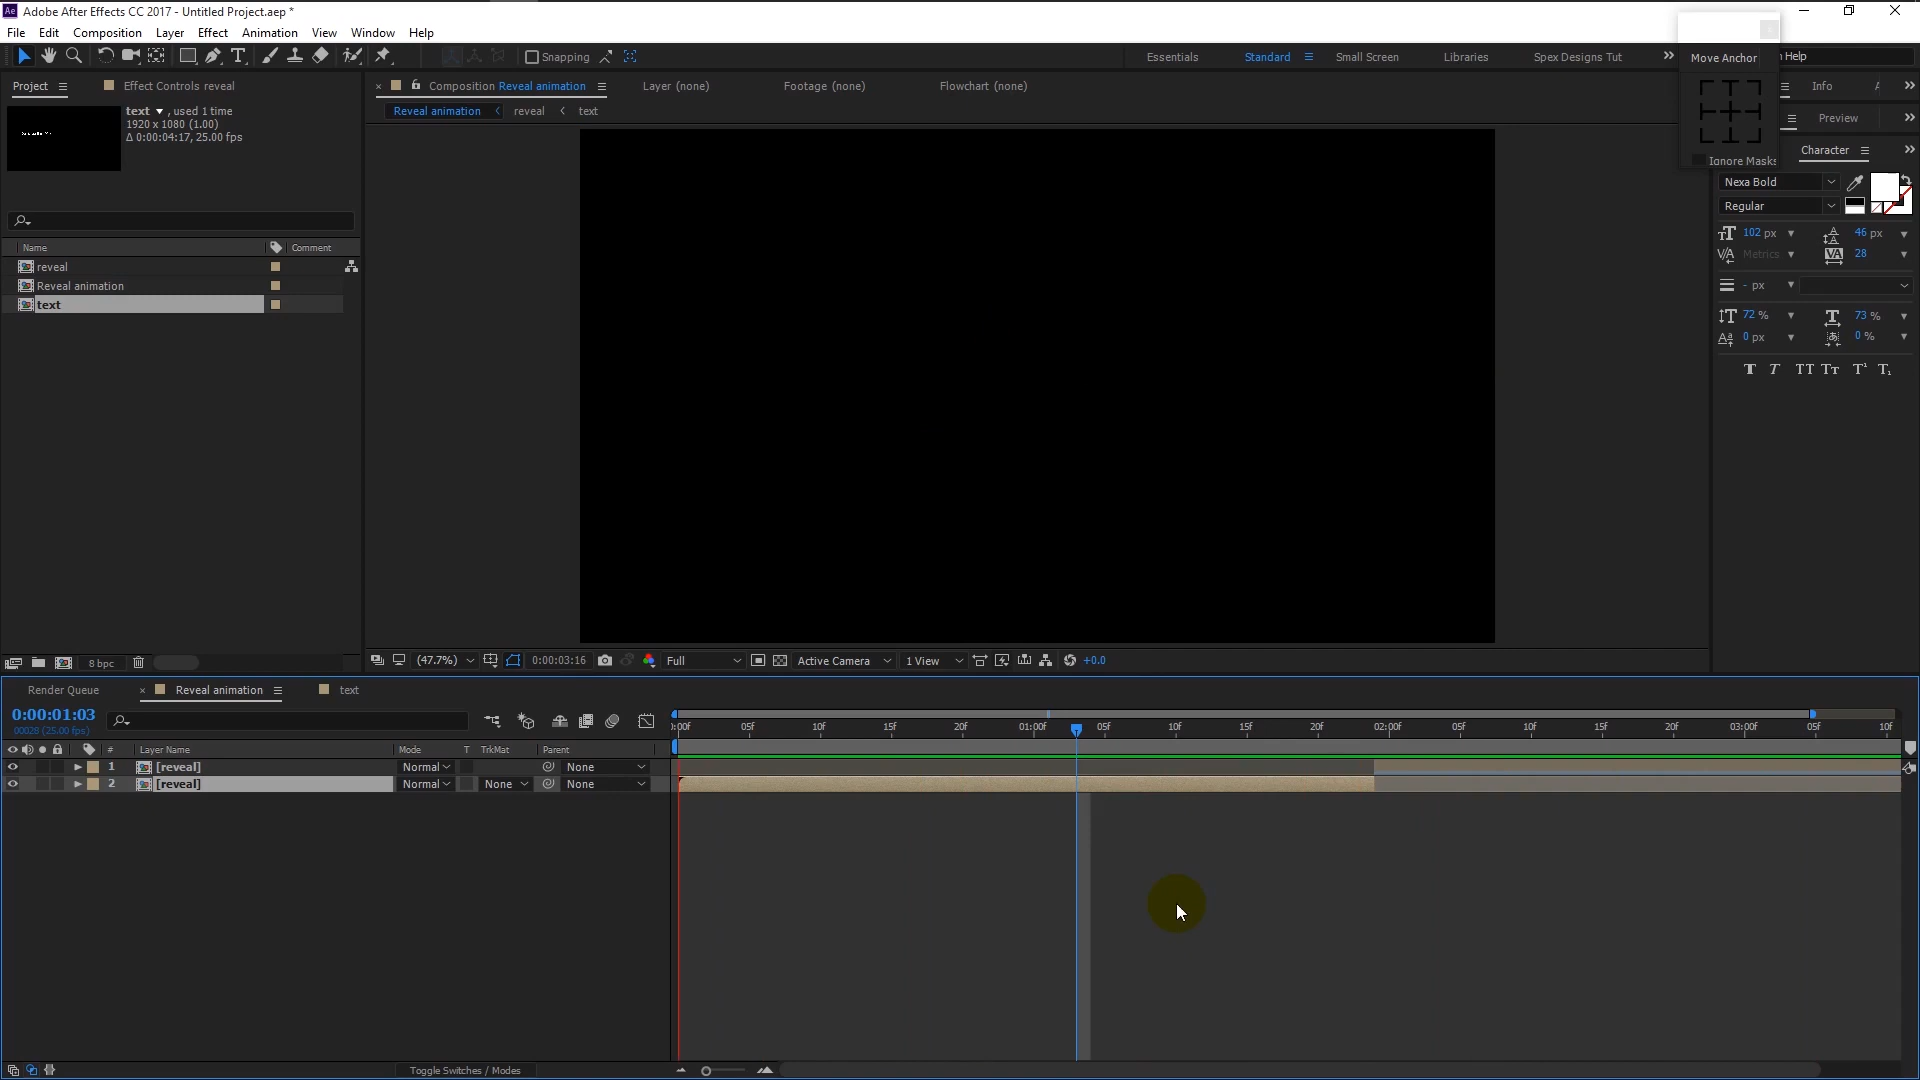 Adobe After Effects CC 2017 - Untitled Project.aep *
File Edit Composition Layer Effect Animation View Window Help
Snapping
Essentials Standard Small Screen Libraries Spex Designs Tut
Move Anchor
Help
Ignore Masks
Project
Effect Controls reveal
text , used 1 time
1920 x 1080 (1.00)
Δ 0:00:04:17, 25.00 fps
Name Comment
reveal
Reveal animation
text
8 bpc
Composition Reveal animation
Layer (none)
Footage (none)
Flowchart (none)
Reveal animation < reveal < text
(47.7%) 0:00:03:16 Full Active Camera 1 View +0.0
Info
Preview
Character
Nexa Bold
Regular
102 px 46 px
Metrics 28
- px
72 % 73 %
0 px 0 %
T T TT Tt T¹ T₁
Render Queue
Reveal animation
text
0:00:01:03
00028 (25.00 fps)
# Layer Name Mode T TrkMat Parent
1 [reveal] Normal None
2 [reveal] Normal None None
:00f 05f 10f 15f 20f 01:00f 05f 10f 15f 20f 02:00f 05f 10f 15f 20f 03:00f 05f 10f
Toggle Switches / Modes